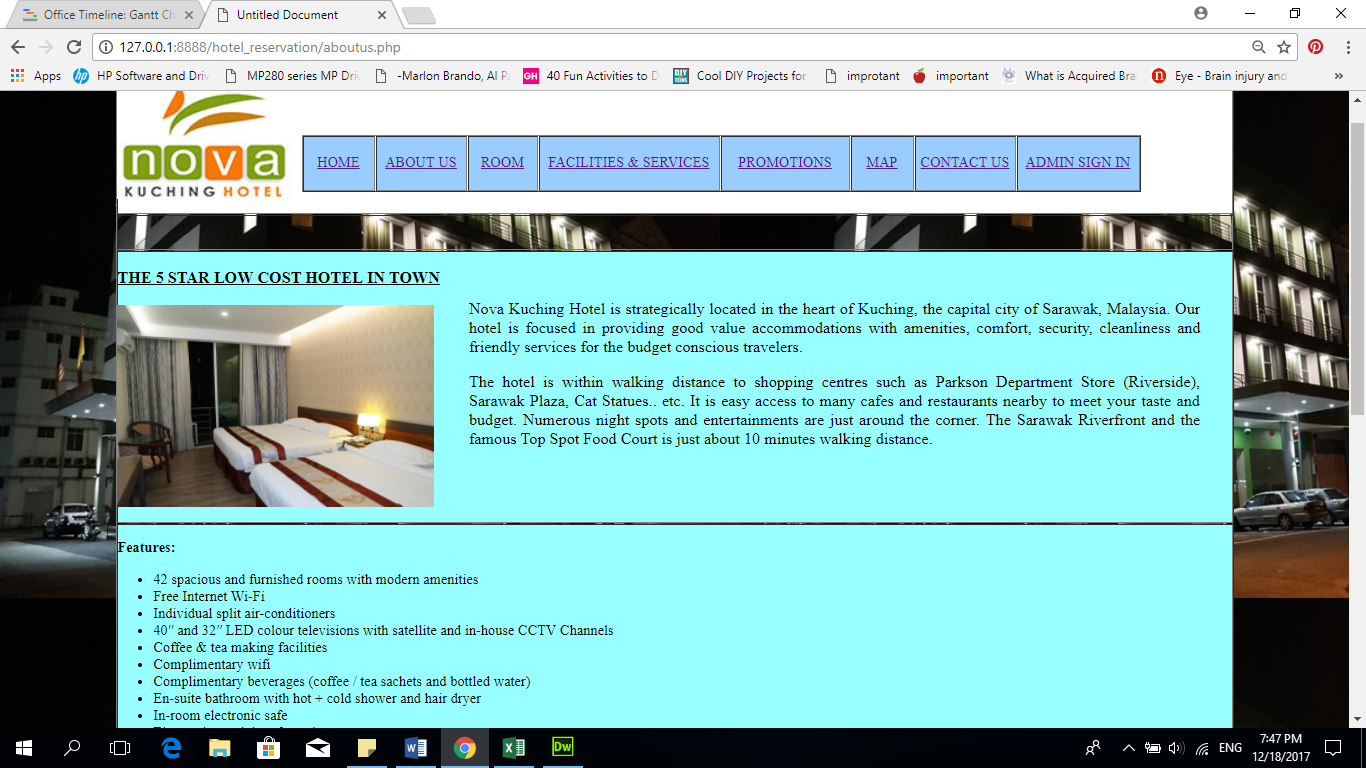 Office Timeline: Gantt Ch
Untitled Document
127.0.0.1:8888/hotel_reservation/aboutus.php
Apps
HP Software and Driv
MP280 series MP Driv
-Marlon Brando, Al P
GH
40 Fun Activities to D
DIY
Cool DIY Projects for
improtant
important
What is Acquired Brai
n
Eye - Brain injury and
nova
KUCHING HOTEL
HOME
ABOUT US
ROOM
FACILITIES & SERVICES
PROMOTIONS
MAP
CONTACT US
ADMIN SIGN IN
THE 5 STAR LOW COST HOTEL IN TOWN
Nova Kuching Hotel is strategically located in the heart of Kuching, the capital city of Sarawak, Malaysia. Our
hotel is focused in providing good value accommodations with amenities, comfort, security, cleanliness and
friendly services for the budget conscious travelers.
The hotel is within walking distance to shopping centres such as Parkson Department Store (Riverside),
Sarawak Plaza, Cat Statues.. etc. It is easy access to many cafes and restaurants nearby to meet your taste and
budget. Numerous night spots and entertainments are just around the corner. The Sarawak Riverfront and the
famous Top Spot Food Court is just about 10 minutes walking distance.
Features:
• 42 spacious and furnished rooms with modern amenities
• Free Internet Wi-Fi
• Individual split air-conditioners
• 40″ and 32″ LED colour televisions with satellite and in-house CCTV Channels
• Coffee & tea making facilities
• Complimentary wifi
• Complimentary beverages (coffee / tea sachets and bottled water)
• En-suite bathroom with hot + cold shower and hair dryer
• In-room electronic safe
Dw
ENG
7:47 PM
12/18/2017